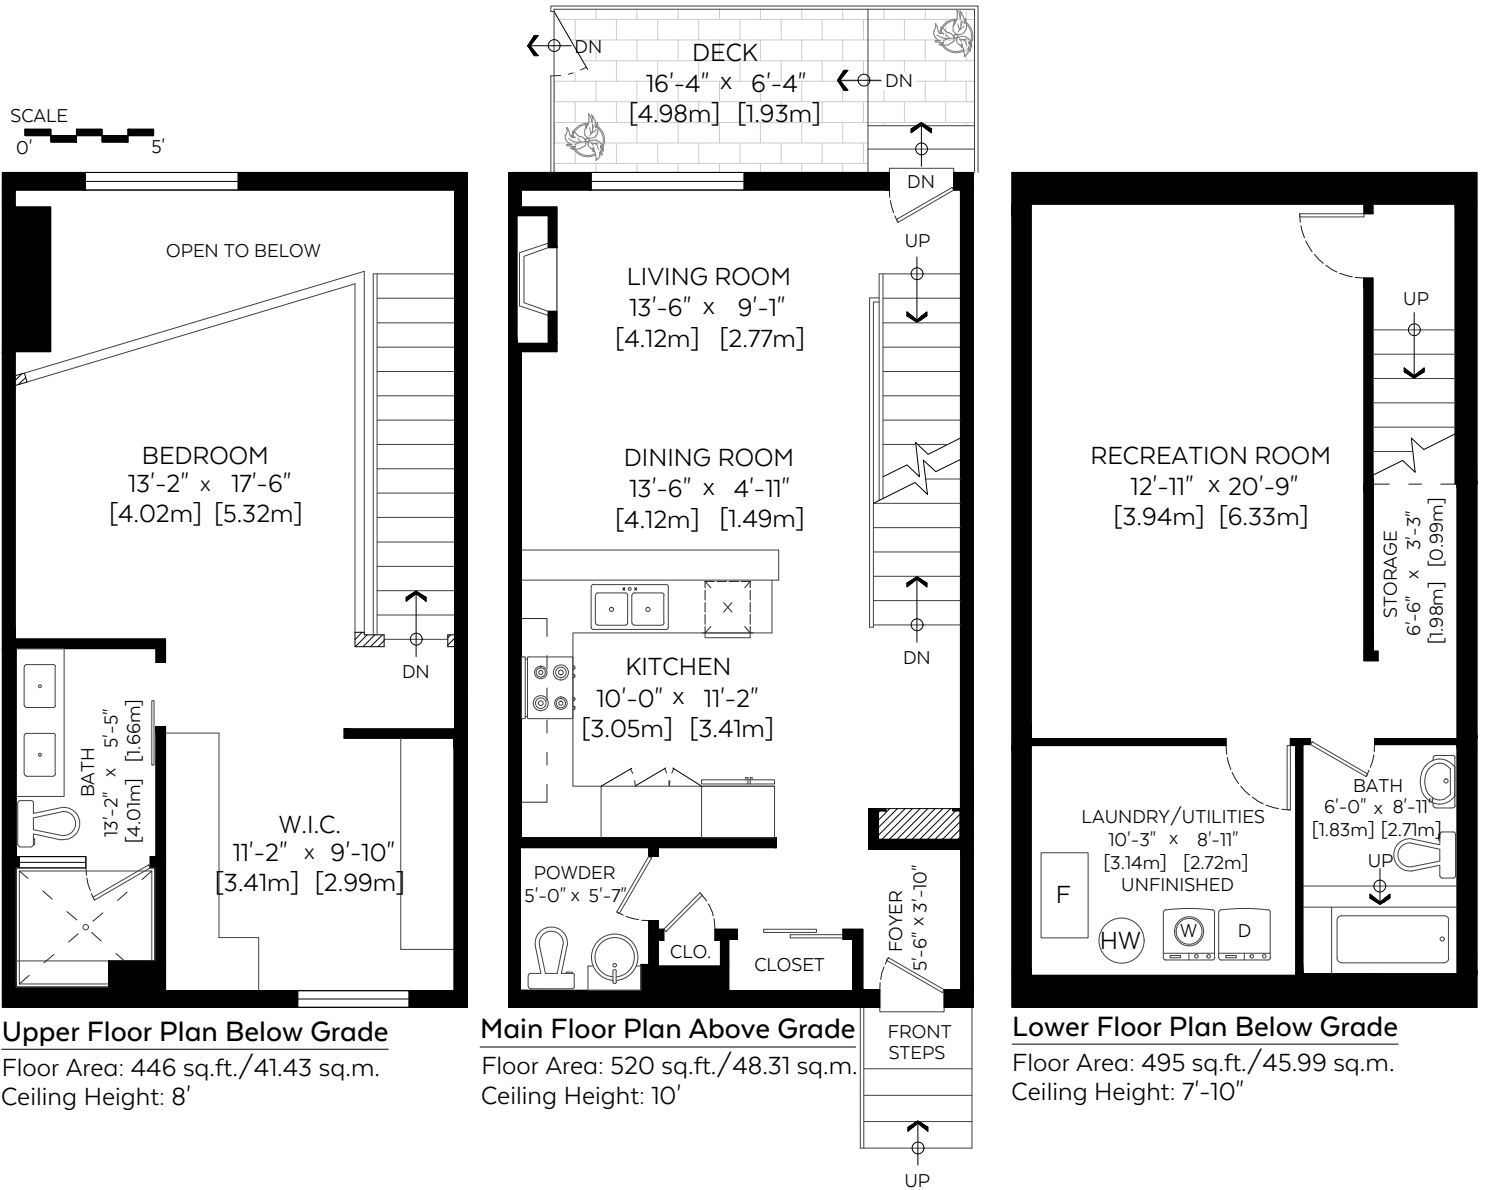 SCALE
0' 5'
OPEN TO BELOW
BEDROOM
13'-2" x 17'-6"
[4.02m] [5.32m]
DN
BATH
13'-2" x 5'-5"
[4.01m] [1.66m]
W.I.C.
11'-2" x 9'-10"
[3.41m] [2.99m]
Upper Floor Plan Below Grade
Floor Area: 446 sq.ft./41.43 sq.m.
Ceiling Height: 8'
DN
DECK
16'-4" x 6'-4"
[4.98m] [1.93m]
DN
DN
UP
LIVING ROOM
13'-6" x 9'-1"
[4.12m] [2.77m]
DINING ROOM
13'-6" x 4'-11"
[4.12m] [1.49m]
X
KITCHEN
10'-0" x 11'-2"
[3.05m] [3.41m]
DN
POWDER
5'-0" x 5'-7"
CLO.
CLOSET
FOYER
5'-6" x 3'-10"
Main Floor Plan Above Grade
Floor Area: 520 sq.ft./48.31 sq.m.
Ceiling Height: 10'
FRONT
STEPS
UP
UP
RECREATION ROOM
12'-11" x 20'-9"
[3.94m] [6.33m]
STORAGE
6'-6" x 3'-3"
[1.98m] [0.99m]
LAUNDRY/UTILITIES
10'-3" x 8'-11"
[3.14m] [2.72m]
UNFINISHED
F
HW
W
D
BATH
6'-0" x 8'-11"
[1.83m] [2.71m]
UP
Lower Floor Plan Below Grade
Floor Area: 495 sq.ft./45.99 sq.m.
Ceiling Height: 7'-10"